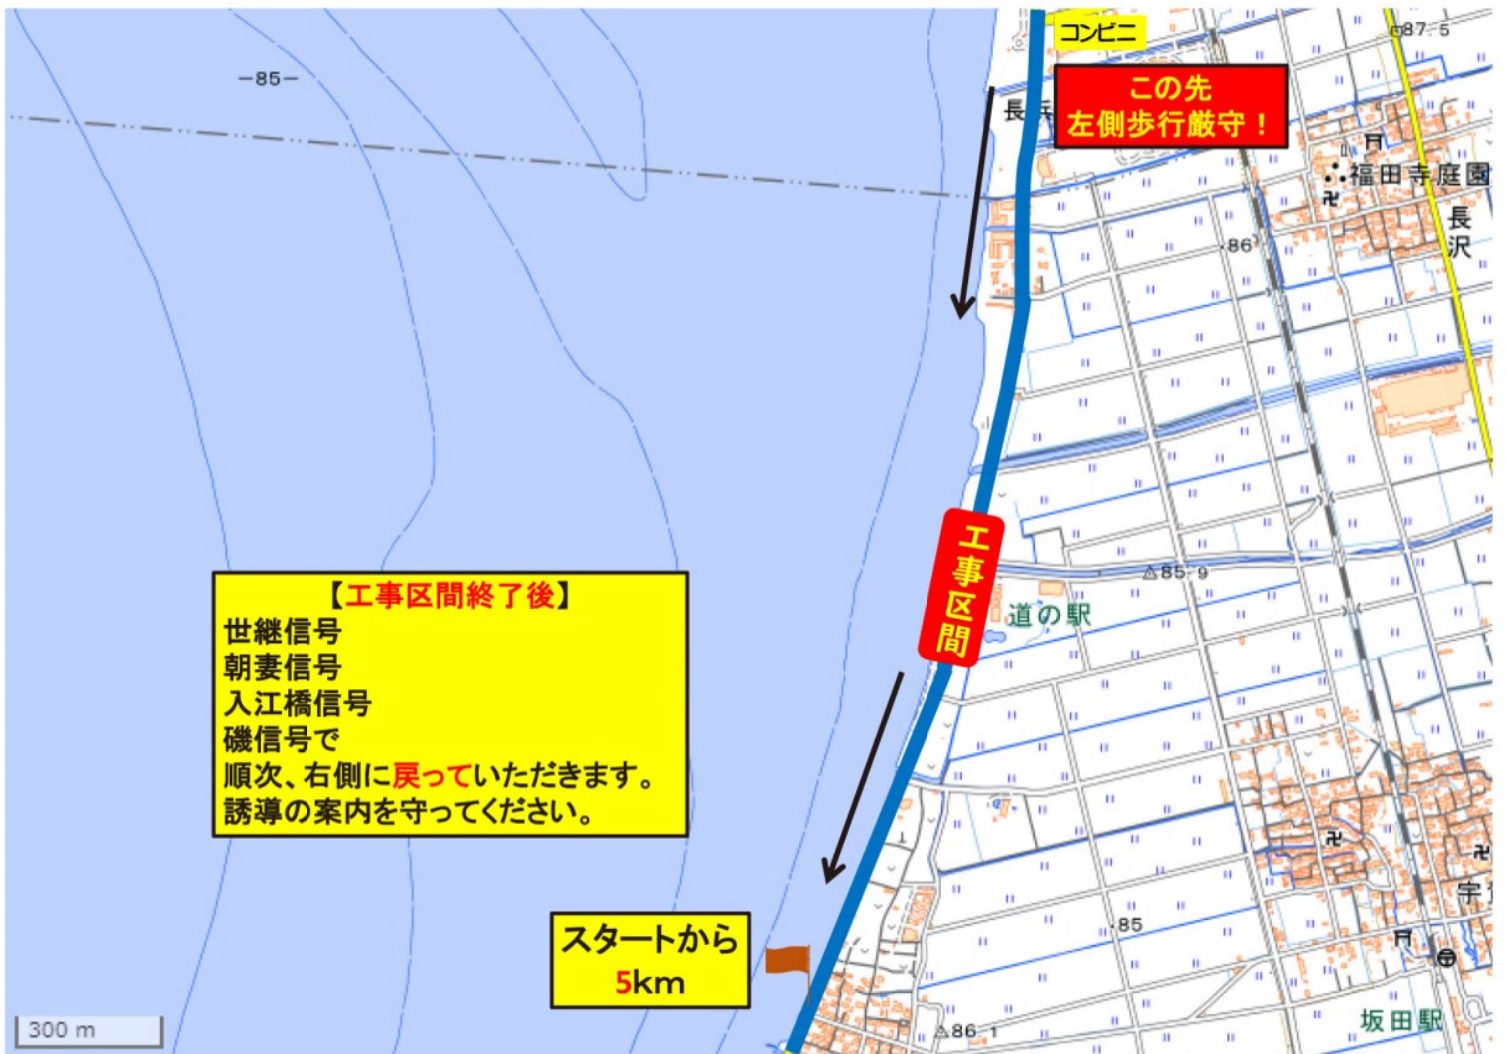 コンビニ
この先
左側歩行厳守！
-85-
87.5
長浜
福田寺庭園
長沢
86
工事区間
85.9
道の駅
【工事区間終了後】
世継信号
朝妻信号
入江橋信号
磯信号で
順次、右側に戻っていただきます。
誘導の案内を守ってください。
スタートから
5km
85
宇
86.1
坂田駅
300 m